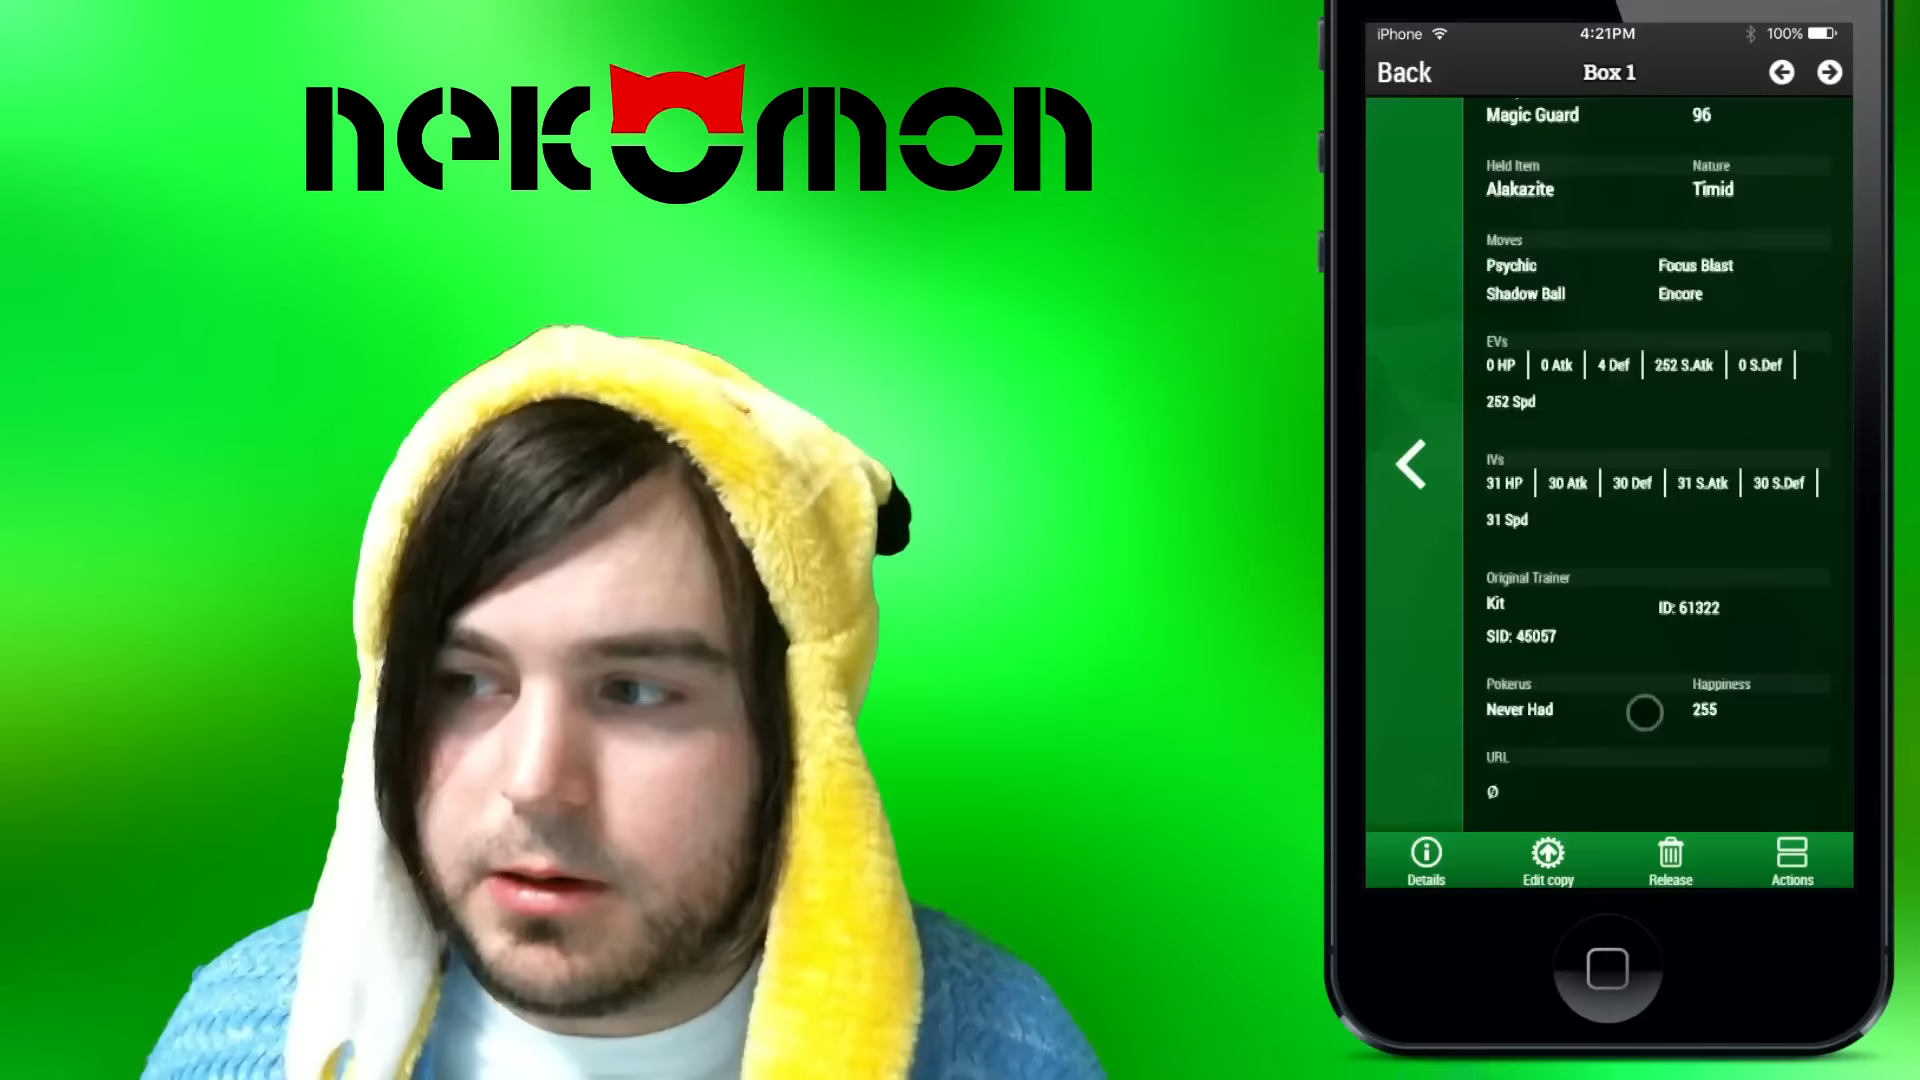 nekomon
iPhone 4:21PM 100%
Back Box 1
Magic Guard 96
Held Item Nature
Alakazite Timid
Moves
Psychic Focus Blast
Shadow Ball Encore
EVs
0 HP | 0 Atk | 4 Def | 252 S.Atk | 0 S.Def |
252 Spd
IVs
31 HP | 30 Atk | 30 Def | 31 S.Atk | 30 S.Def |
31 Spd
Original Trainer
Kit ID: 61322
SID: 45057
Pokerus Happiness
Never Had 255
URL
Ø
Details Edit copy Release Actions